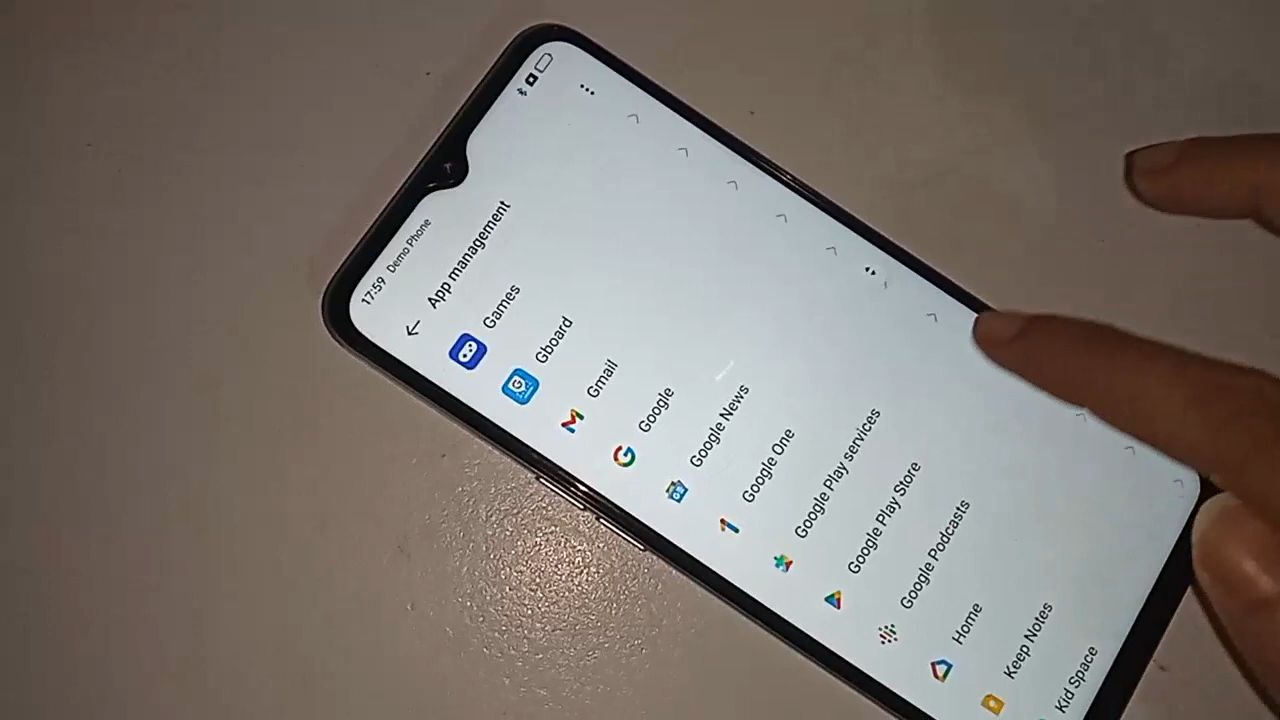 17:59 Demo Phone
App management
Games
Gboard
Gmail
Google
Google News
Google One
Google Play services
Google Play Store
Google Podcasts
Home
Keep Notes
Kid Space